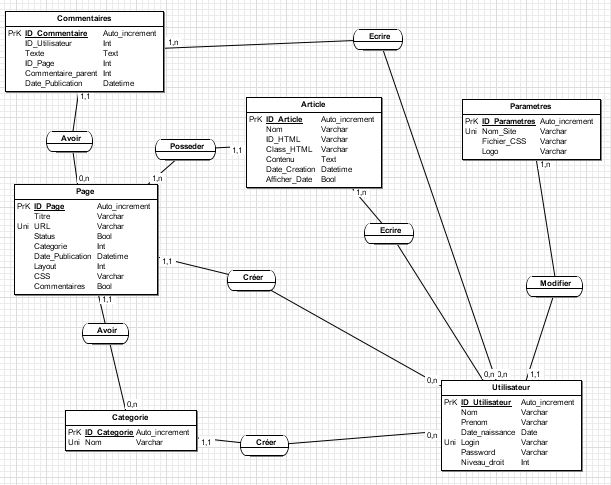 Commentaires
PrK ID_Commentaire Auto_increment
ID_Utilisateur Int
Texte Text
ID_Page Int
Commentaire_parent Int
Date_Publication Datetime
1,n
Ecrire
1,1
Avoir
0,n
Article
PrK ID_Article Auto_increment
Nom Varchar
ID_HTML Varchar
Class_HTML Varchar
Contenu Text
Date_Creation Datetime
Afficher_Date Bool
Parametres
PrK ID_Parametres Auto_increment
Uni Nom_Site Varchar
Fichier_CSS Varchar
Logo Varchar
Posseder
1,1
1,n
1,n
1,n
Page
PrK ID_Page Auto_increment
Titre Varchar
Uni URL Varchar
Status Bool
Categorie Int
Date_Publication Datetime
Layout Int
CSS Varchar
Commentaires Bool
Ecrire
1,1
Créer
Modifier
1,1
Avoir
0,n
0,n
0,n
0,n
1,1
Utilisateur
PrK ID_Utilisateur Auto_increment
Nom Varchar
Prenom Varchar
Date_naissance Date
Uni Login Varchar
Password Varchar
Niveau_droit Int
Categorie
PrK ID_Categorie Auto_increment
Uni Nom Varchar
1,1
Créer
0,n